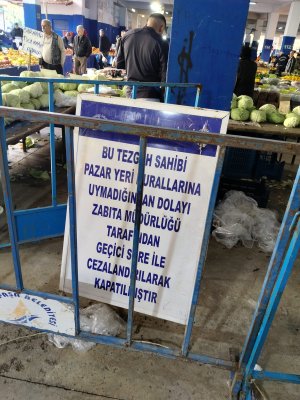 BU TEZGAH SAHİBİ
PAZAR YERİ KURALLARINA
UYMADIĞINDAN DOLAYI
ZABITA MÜDÜRLÜĞÜ
TARAFINDAN
GEÇİCİ SÜRE İLE
CEZALANDIRILARAK
KAPATILMIŞTIR
PAŞA BELEDİYESİ